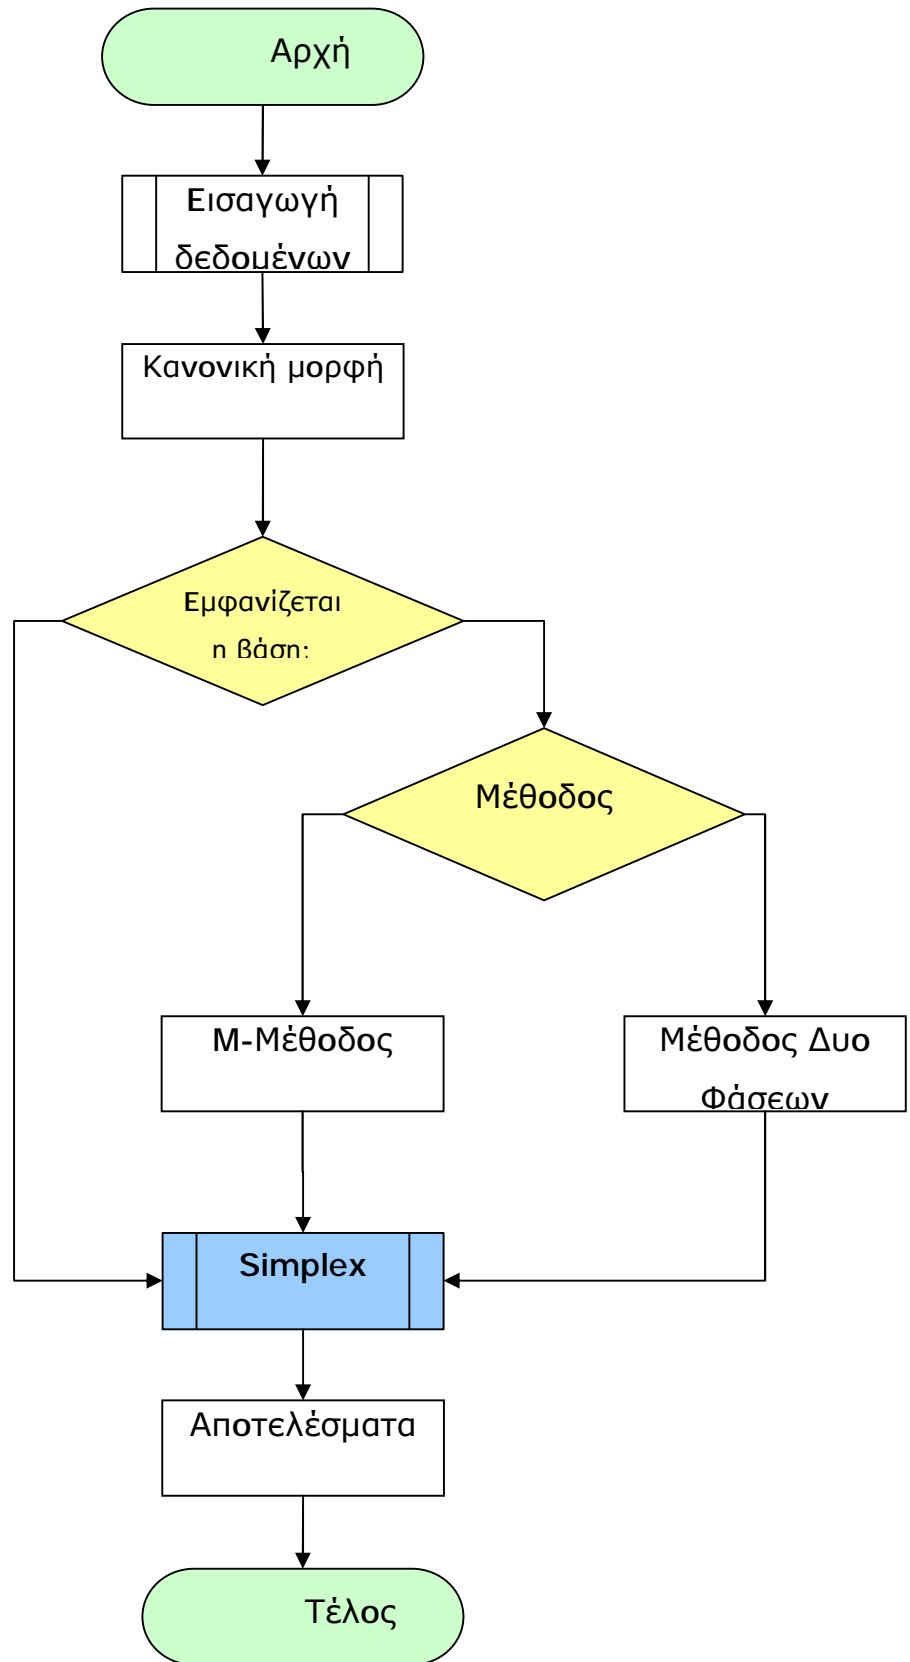 Αρχή
Εισαγωγή
δεδομένων
Κανονική μορφή
Εμφανίζεται
η βάση;
Μέθοδος
Μ-Μέθοδος
Μέθοδος Δυο
Φάσεων
Simplex
Αποτελέσματα
Τέλος